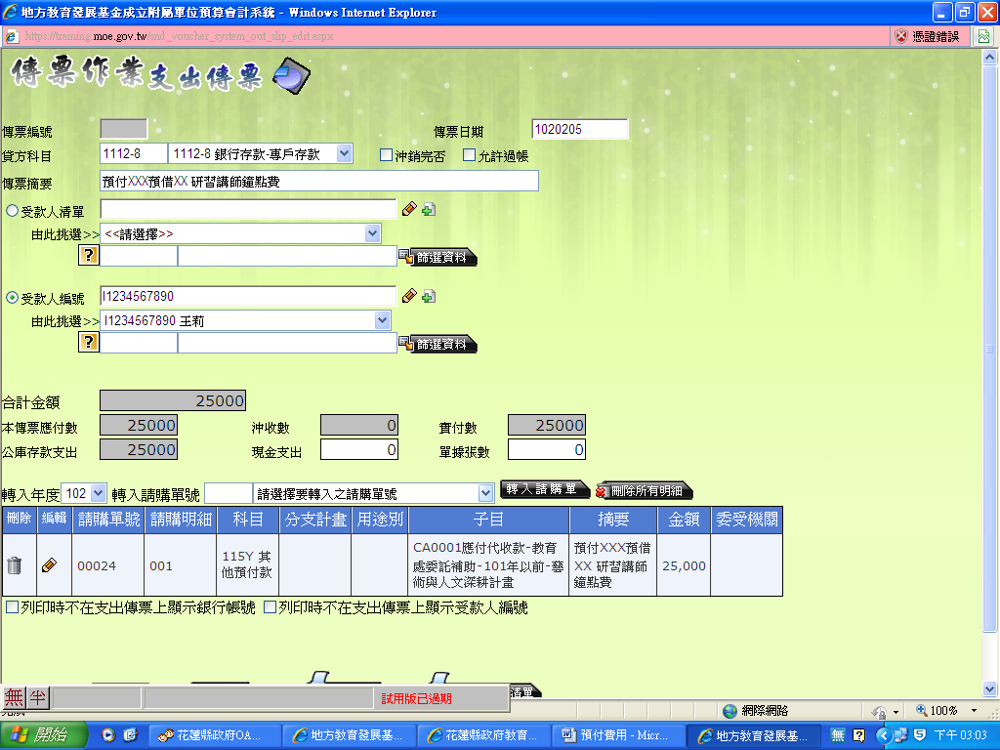 地方教育發展基金成立附屬單位預算會計系統 - Windows Internet Explorer
https://training.moe.gov.tw/snd_voucher_system_out_slip_edit.aspx 憑證錯誤
傳票作業支出傳票
傳票編號 傳票日期 1020205
貸方科目 1112-8 1112-8 銀行存款-專戶存款 沖銷完否 允許過帳
傳票摘要 預付XXX預借XX 研習講師鐘點費
受款人清單
由此挑選>> <<請選擇>>
? 篩選資料
受款人編號 I1234567890
由此挑選>> I1234567890 王莉
? 篩選資料
合計金額 25000
本傳票應付數 25000 沖收數 0 實付數 25000
公庫存款支出 25000 現金支出 0 單據張數 0
轉入年度 102 轉入請購單號 請選擇要轉入之請購單號 轉入請購單 刪除所有明細
刪除 編輯 請購單號 請購明細 科目 分支計畫 用途別 子目 摘要 金額 委受機關
00024 001 115Y 其他預付款 CA0001應付代收款-教育處委託補助-101年以前-藝術與人文深耕計畫 預付XXX預借XX 研習講師鐘點費 25,000
列印時不在支出傳票上顯示銀行帳號 列印時不在支出傳票上顯示受款人編號
清單
無 半 試用版已過期
網際網路 100%
開始 花蓮縣政府OA... 地方教育發展基... 花蓮縣政府教育... 預付費用 - Micr... 地方教育發展基... 無 ? 下午 03:03